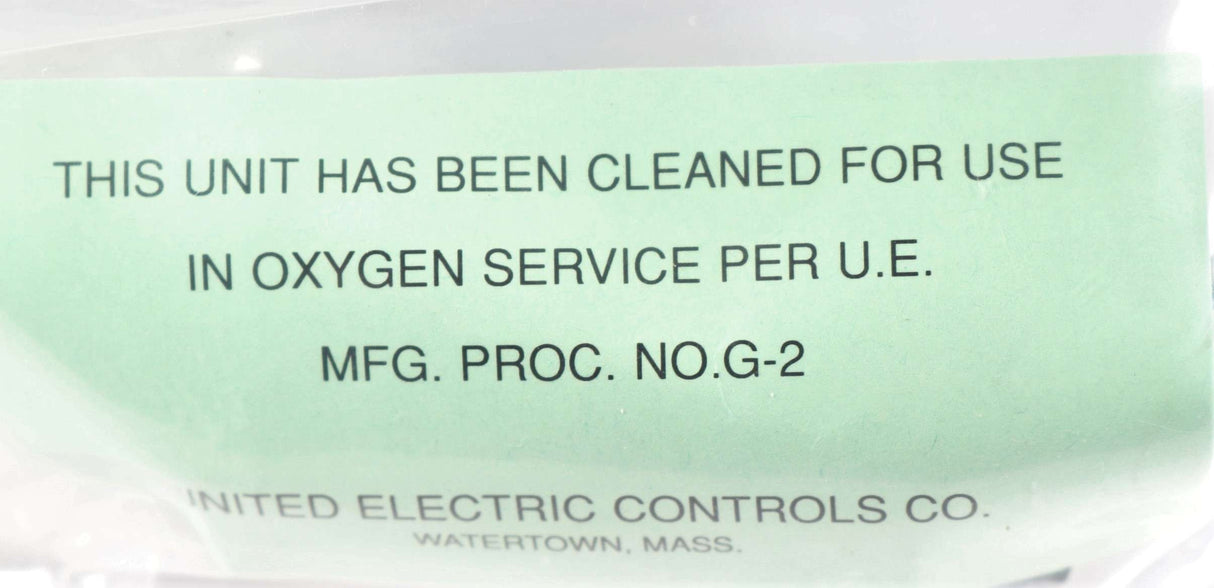 THIS UNIT HAS BEEN CLEANED FOR USE
IN OXYGEN SERVICE PER U.E.
MFG. PROC. NO.G-2
UNITED ELECTRIC CONTROLS CO.
WATERTOWN, MASS.